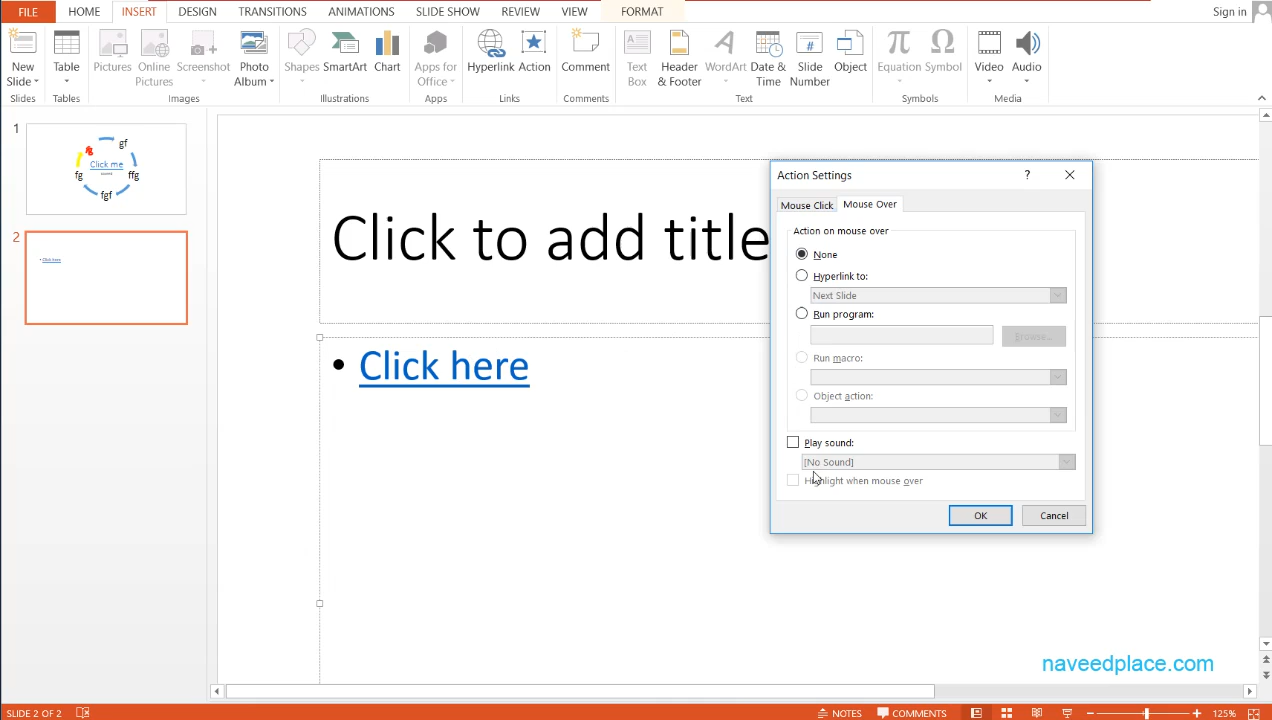 FILE HOME INSERT DESIGN TRANSITIONS ANIMATIONS SLIDE SHOW REVIEW VIEW FORMAT Sign in
New Slide
Table
Pictures
Online Pictures
Screenshot
Photo Album
Shapes
SmartArt
Chart
Apps for Office
Hyperlink
Action
Comment
Text Box
Header & Footer
WordArt
Date & Time
Slide Number
Object
Equation
Symbol
Video
Audio
Slides Tables Images Illustrations Apps Links Comments Text Symbols Media
1
gf
fg
Click me
fg
ffg
fgf
2
• Click here
Click to add title
• Click here
Action Settings
?
Mouse Click Mouse Over
Action on mouse over
None
Hyperlink to:
Next Slide
Run program:
Browse...
Run macro:
Object action:
Play sound:
[No Sound]
Highlight when mouse over
OK Cancel
naveedplace.com
SLIDE 2 OF 2 NOTES COMMENTS 125%